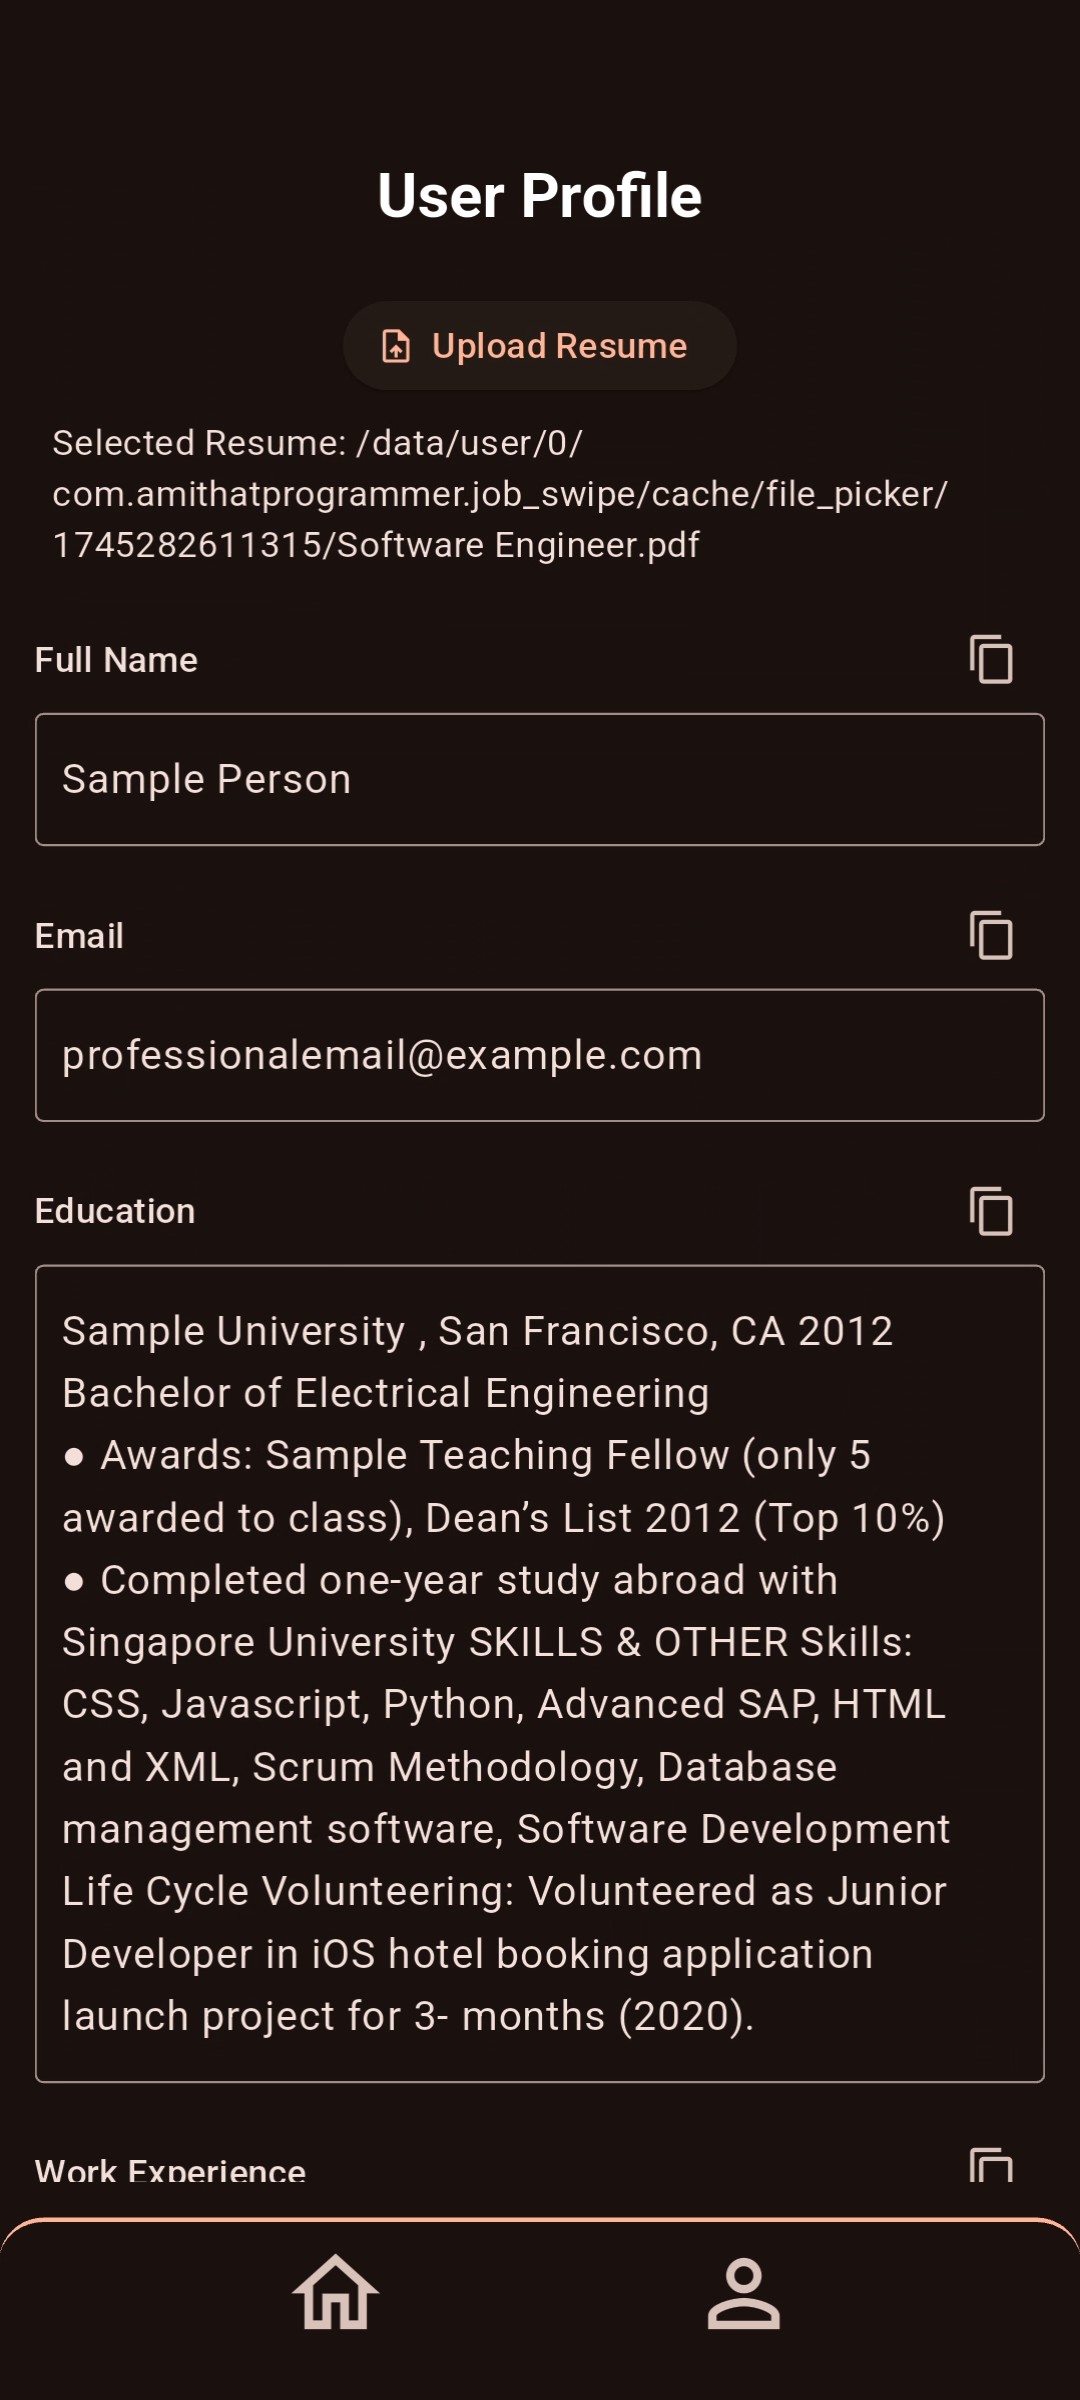 User Profile
Upload Resume
Selected Resume: /data/user/0/
com.amithatprogrammer.job_swipe/cache/file_picker/
1745282611315/Software Engineer.pdf
Full Name
Sample Person
Email
professionalemail@example.com
Education
Sample University , San Francisco, CA 2012
Bachelor of Electrical Engineering
● Awards: Sample Teaching Fellow (only 5
awarded to class), Dean’s List 2012 (Top 10%)
● Completed one-year study abroad with
Singapore University SKILLS & OTHER Skills:
CSS, Javascript, Python, Advanced SAP, HTML
and XML, Scrum Methodology, Database
management software, Software Development
Life Cycle Volunteering: Volunteered as Junior
Developer in iOS hotel booking application
launch project for 3- months (2020).
Work Experience